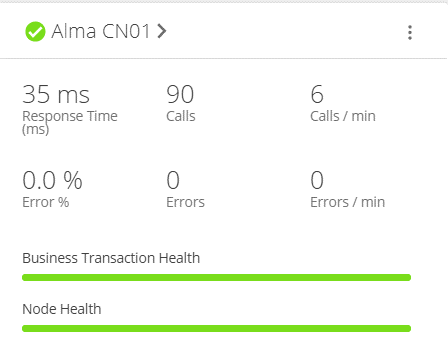 Alma CN01
35 ms 90 6
Response Time (ms) Calls Calls / min
0.0 % 0 0
Error % Errors Errors / min
Business Transaction Health
Node Health